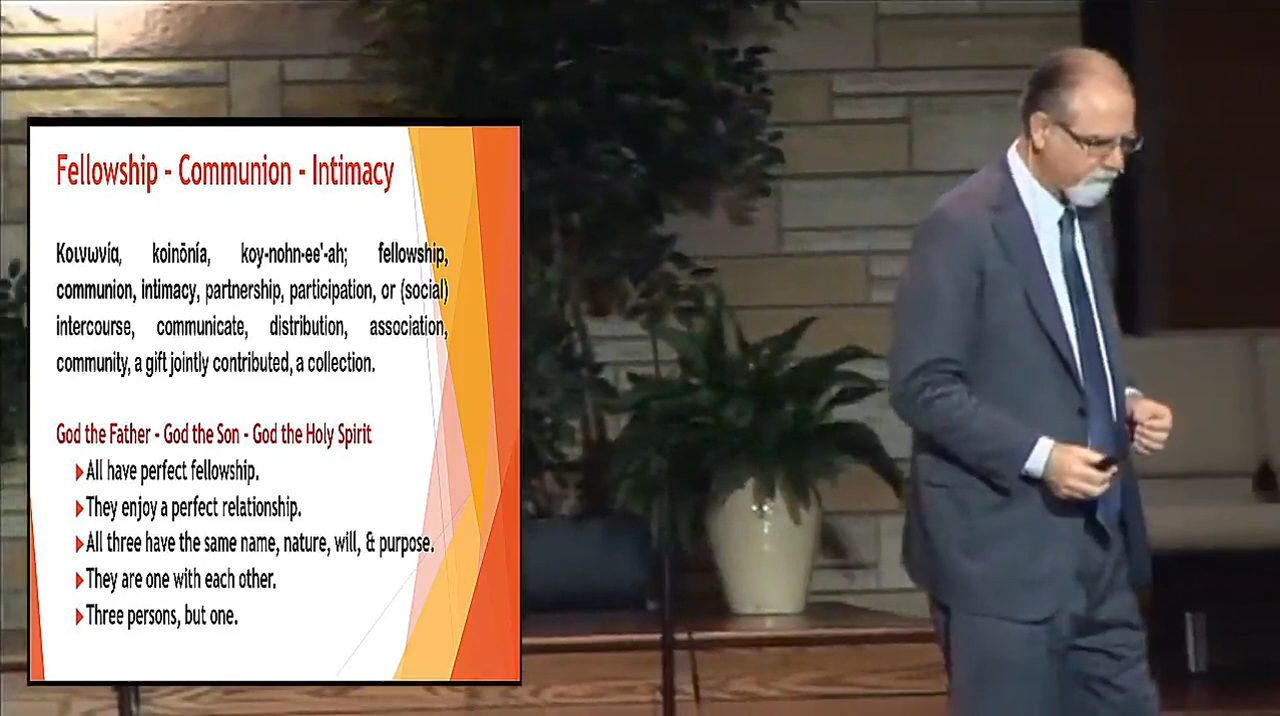 Fellowship - Communion - Intimacy
Κοινωνία, koinōnía, koy-nohn-ee'-ah; fellowship,
communion, intimacy, partnership, participation, or (social)
intercourse, communicate, distribution, association,
community, a gift jointly contributed, a collection.
God the Father - God the Son - God the Holy Spirit
All have perfect fellowship.
They enjoy a perfect relationship.
All three have the same name, nature, will, & purpose.
They are one with each other.
Three persons, but one.